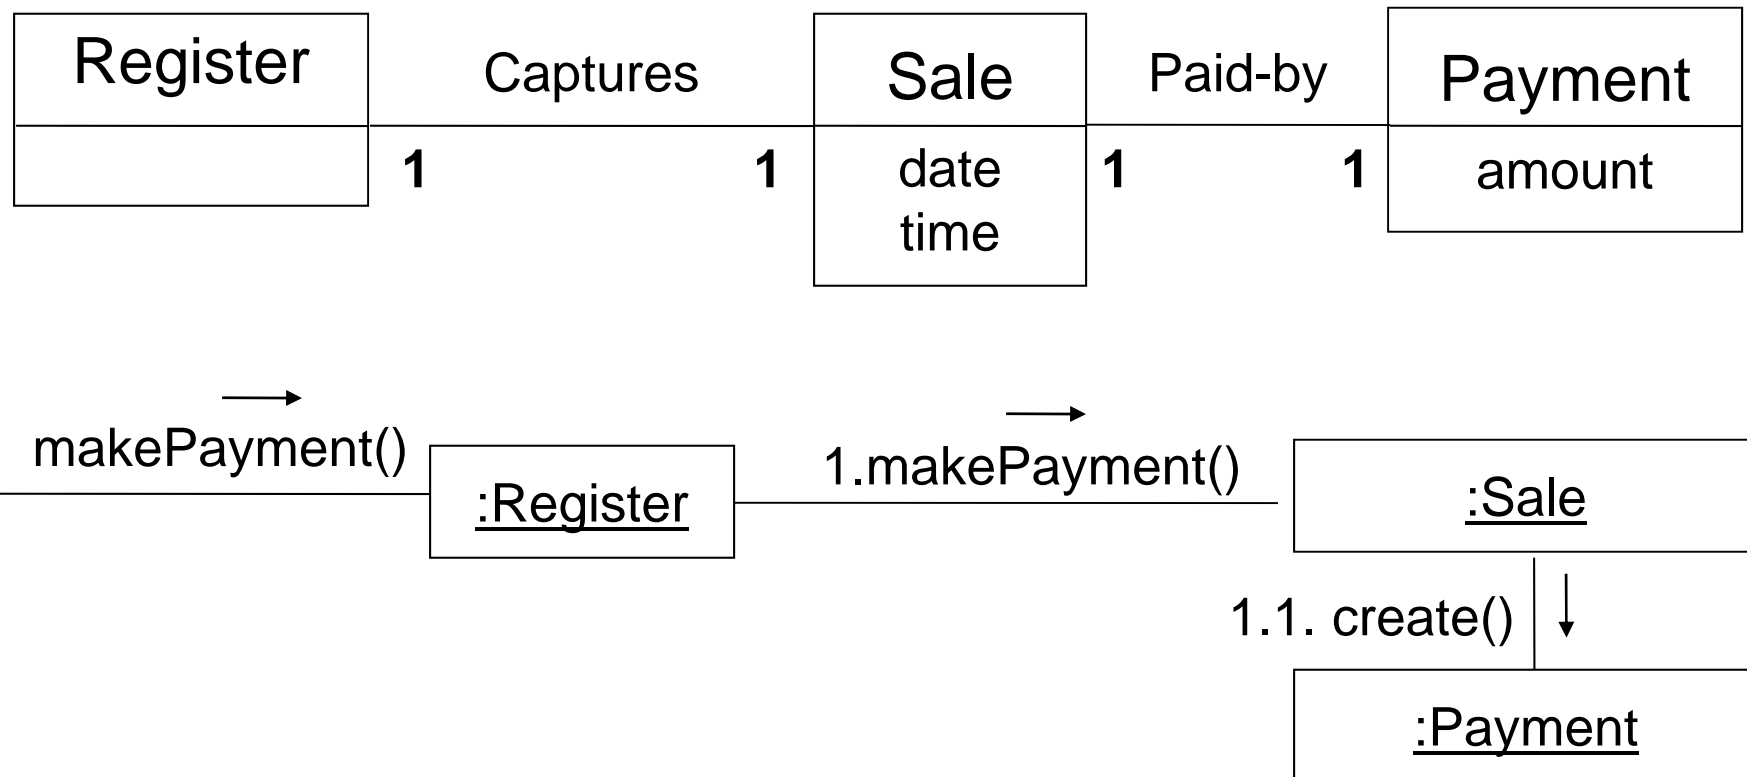 Register
Captures
Sale
Paid-by
Payment
1
1
date
time
1
1
amount
makePayment()
:Register
1.makePayment()
:Sale
1.1. create()
:Payment